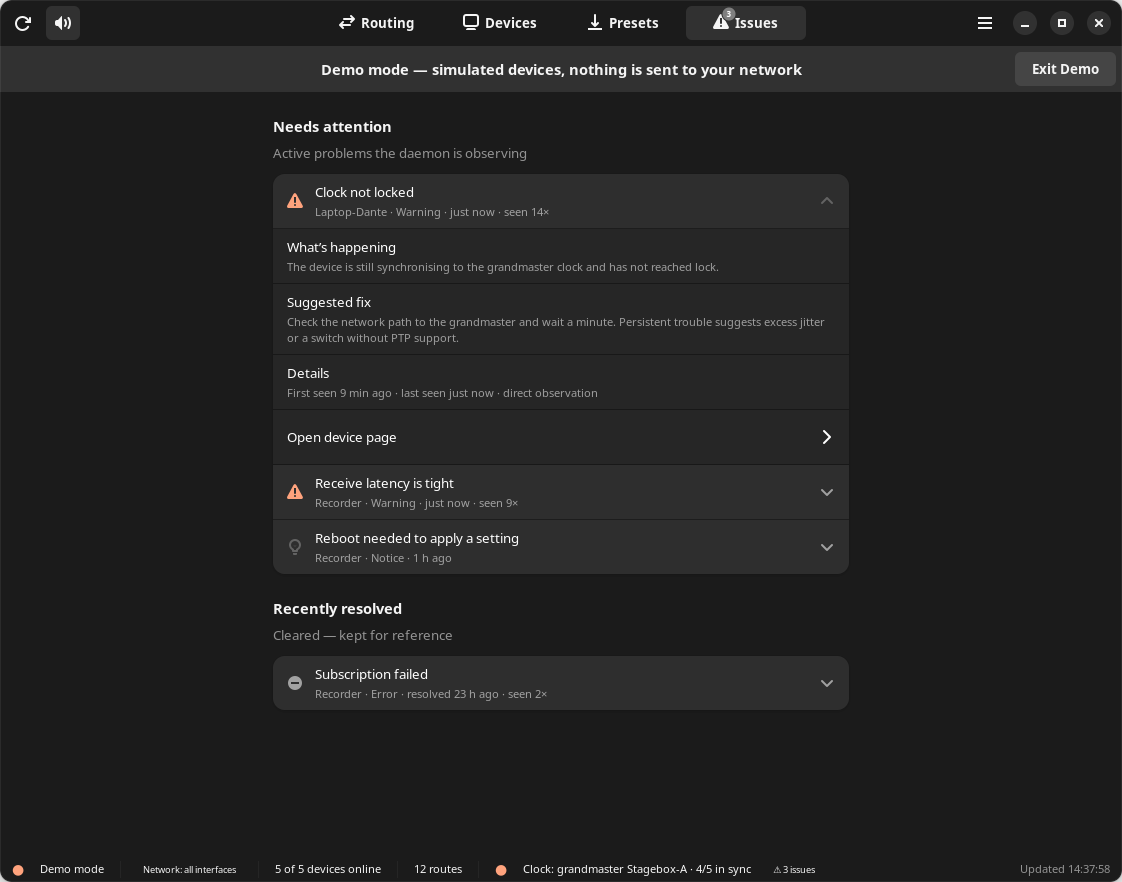 Routing
Devices
Presets
3
Issues
Demo mode — simulated devices, nothing is sent to your network
Exit Demo
Needs attention
Active problems the daemon is observing
Clock not locked
Laptop-Dante · Warning · just now · seen 14×
What’s happening
The device is still synchronising to the grandmaster clock and has not reached lock.
Suggested fix
Check the network path to the grandmaster and wait a minute. Persistent trouble suggests excess jitter
or a switch without PTP support.
Details
First seen 9 min ago · last seen just now · direct observation
Open device page
Receive latency is tight
Recorder · Warning · just now · seen 9×
Reboot needed to apply a setting
Recorder · Notice · 1 h ago
Recently resolved
Cleared — kept for reference
Subscription failed
Recorder · Error · resolved 23 h ago · seen 2×
Demo mode
Network: all interfaces
5 of 5 devices online
12 routes
Clock: grandmaster Stagebox-A · 4/5 in sync
⚠ 3 issues
Updated 14:37:58